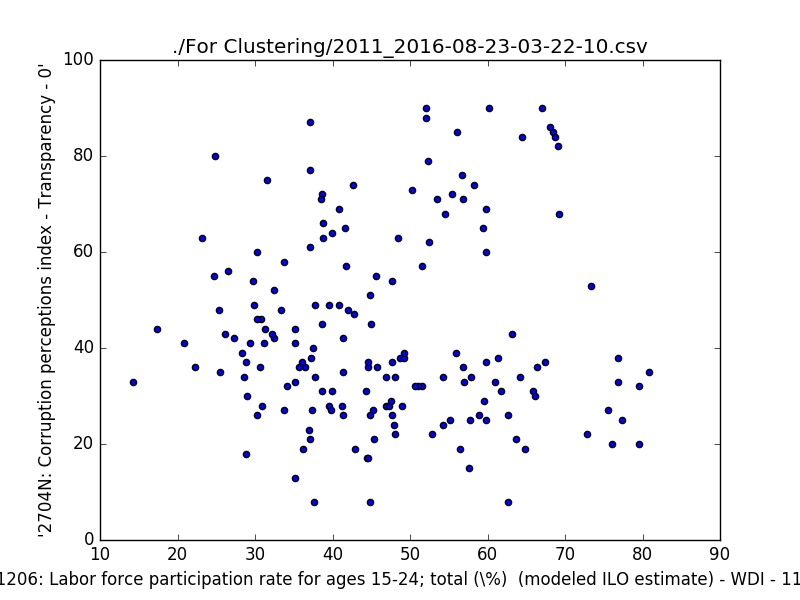 ./For Clustering/2011_2016-08-23-03-22-10.csv
100
80
60
40
20
0
'2704N: Corruption perceptions index - Transparency - 0'
10 20 30 40 50 60 70 80 90
1206: Labor force participation rate for ages 15-24; total (\%) (modeled ILO estimate) - WDI - 11